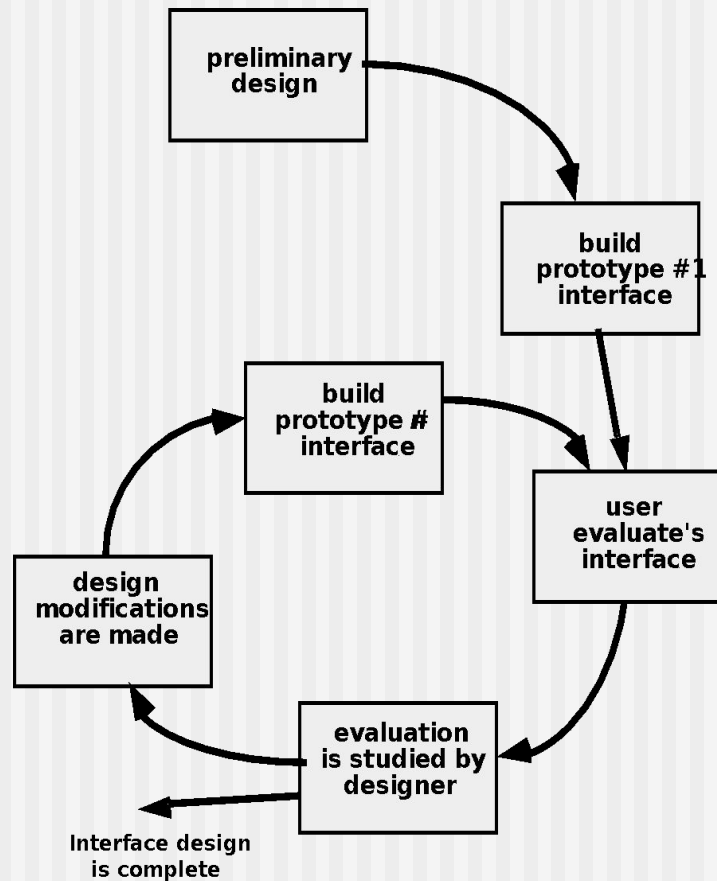 preliminary
design
build
prototype #1
interface
build
prototype #
interface
user
evaluate's
interface
design
modifications
are made
evaluation
is studied by
designer
Interface design
is complete